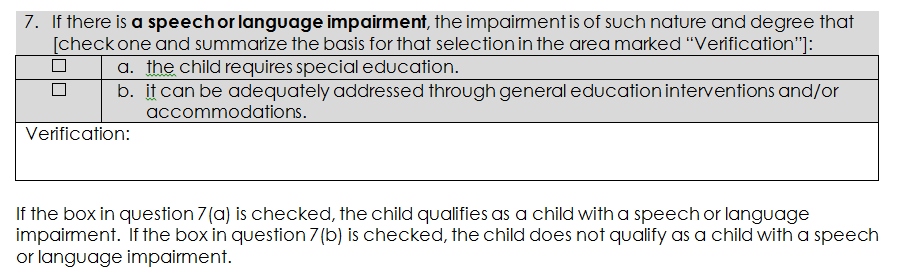 7. If there is a speech or language impairment, the impairment is of such nature and degree that
[check one and summarize the basis for that selection in the area marked “Verification”]:
☐ a. the child requires special education.
☐ b. it can be adequately addressed through general education interventions and/or
accommodations.
Verification:
If the box in question 7(a) is checked, the child qualifies as a child with a speech or language
impairment. If the box in question 7(b) is checked, the child does not qualify as a child with a speech
or language impairment.